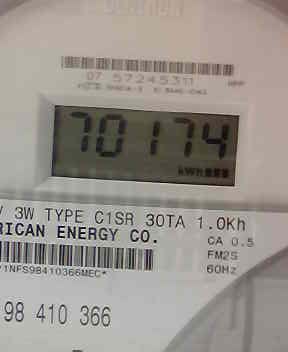 07 57245311
70174
kWh
V 3W TYPE C1SR 30TA 1.0Kh
RICAN ENERGY CO.
CA 0.5
FM2S
60Hz
1NFS98410366MEC*
98 410 366